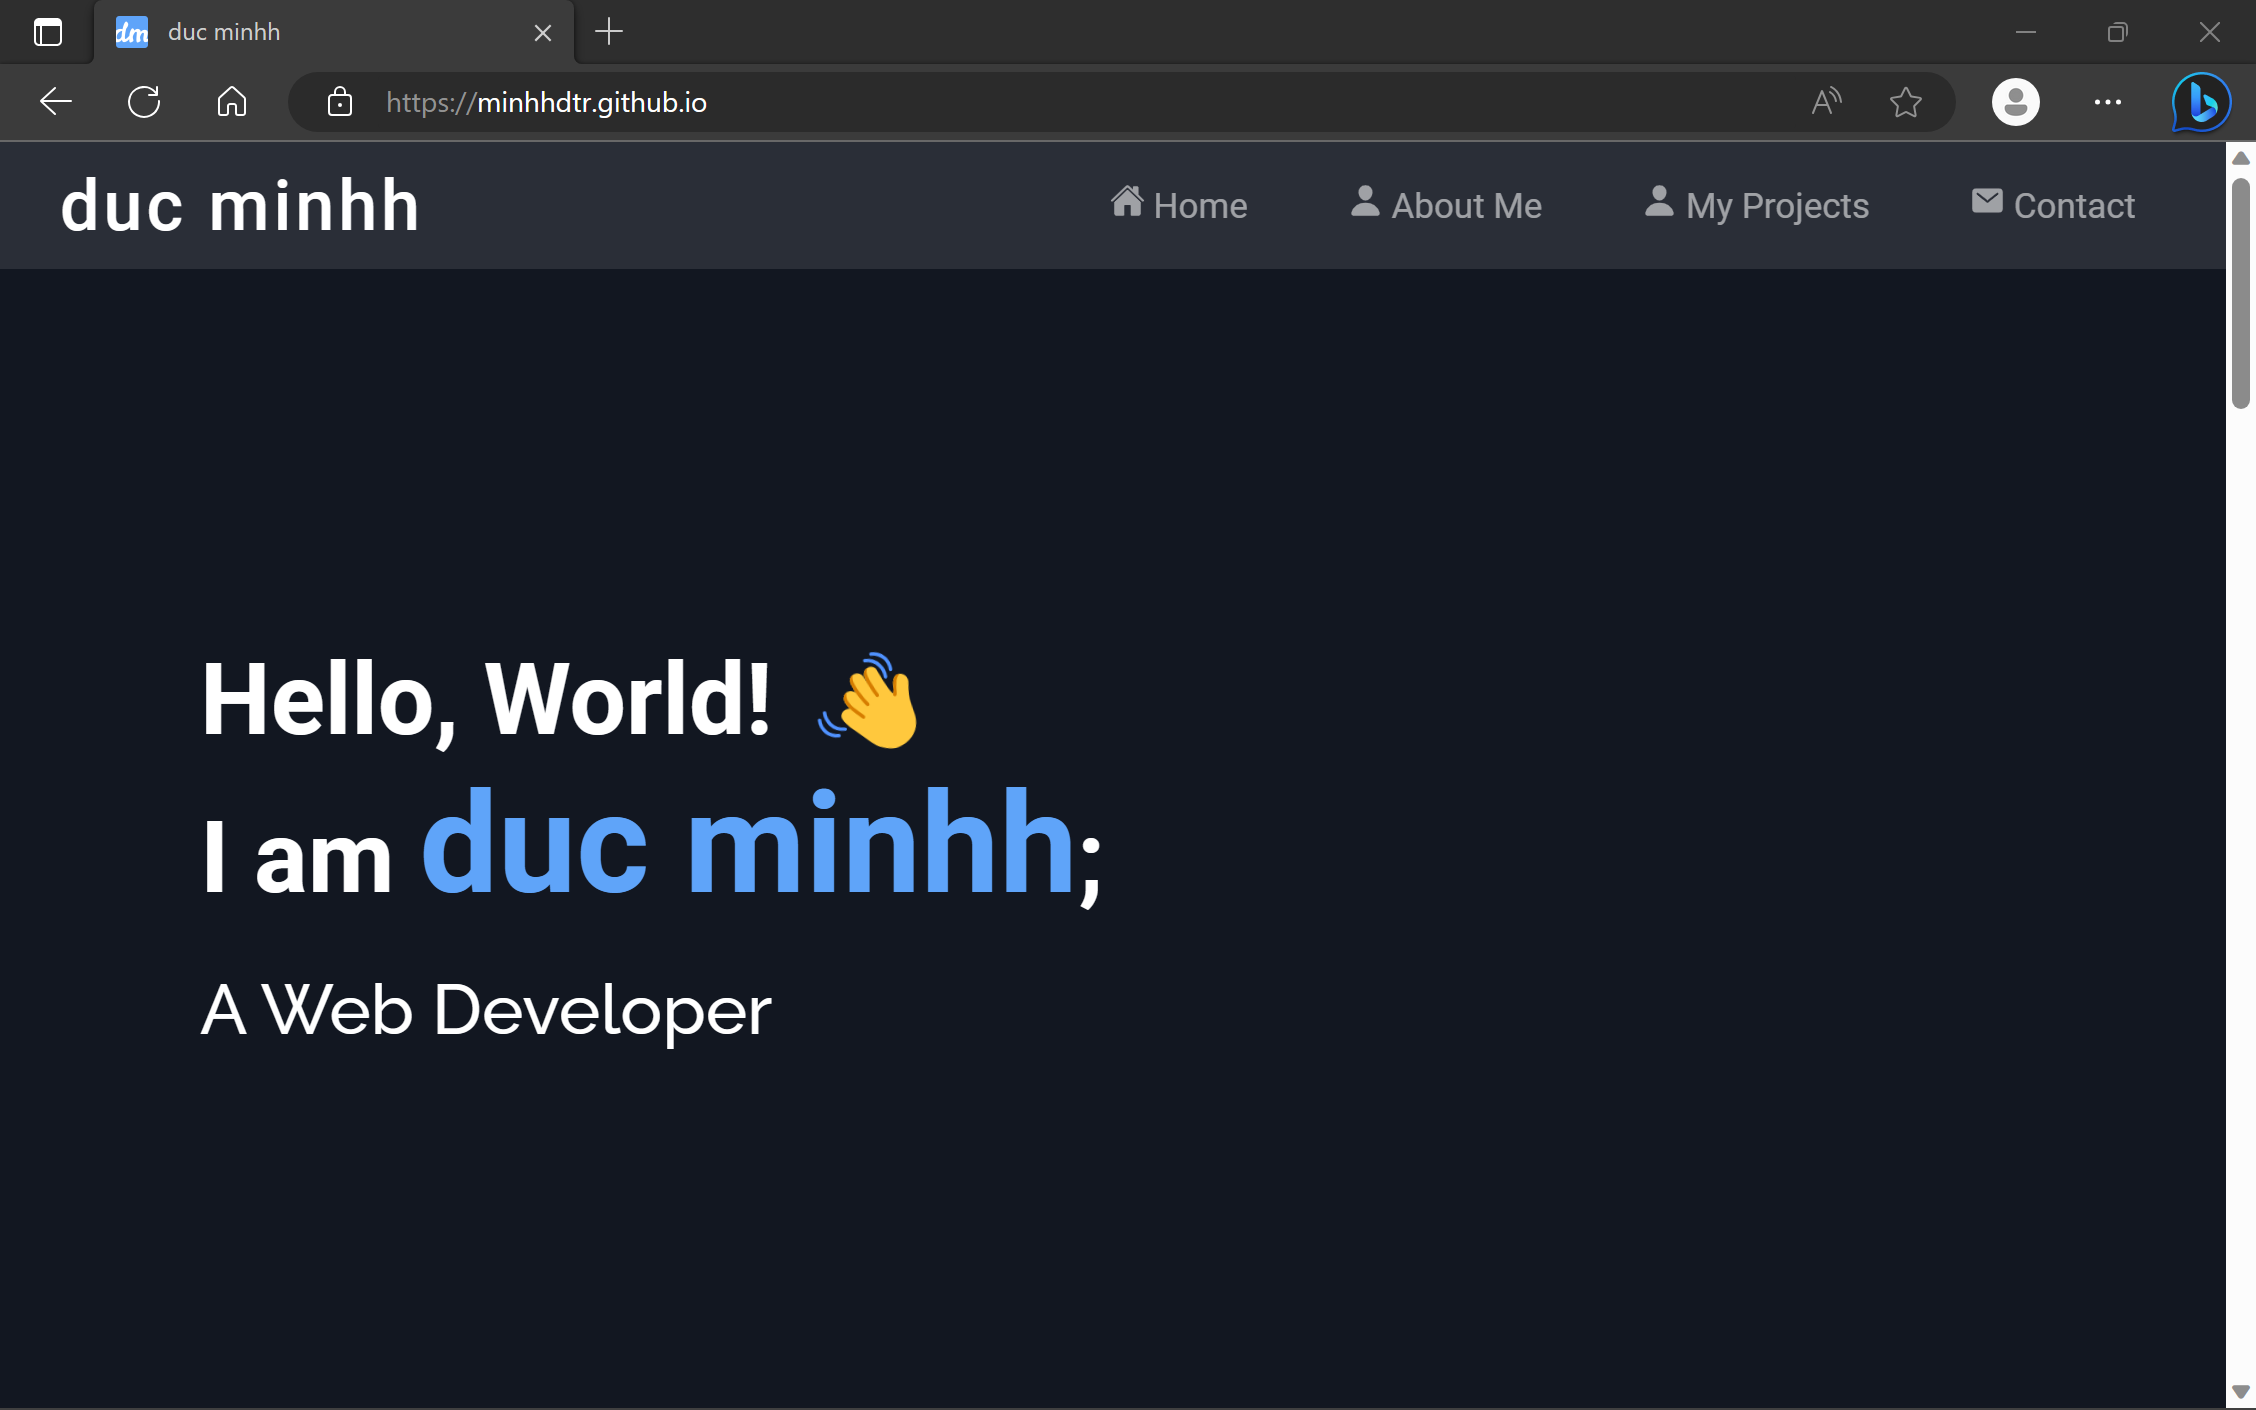 dm duc minhh
https://minhhdtr.github.io
duc minhh Home About Me My Projects Contact
Hello, World! 👋
I am duc minhh;
A Web Developer